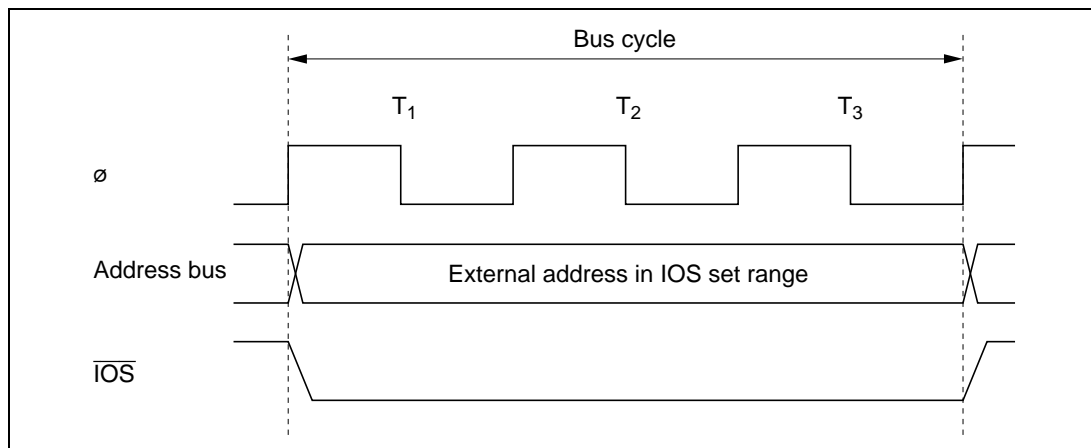 Bus cycle
T1 T2 T3
ø
Address bus External address in IOS set range
IOS